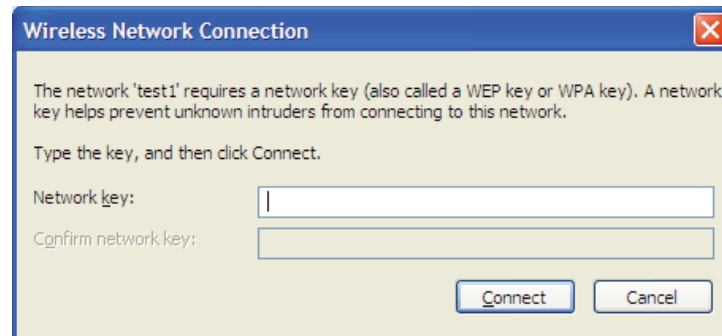 Wireless Network Connection
The network 'test1' requires a network key (also called a WEP key or WPA key). A network
key helps prevent unknown intruders from connecting to this network.
Type the key, and then click Connect.
Network key:
Confirm network key:
Connect Cancel